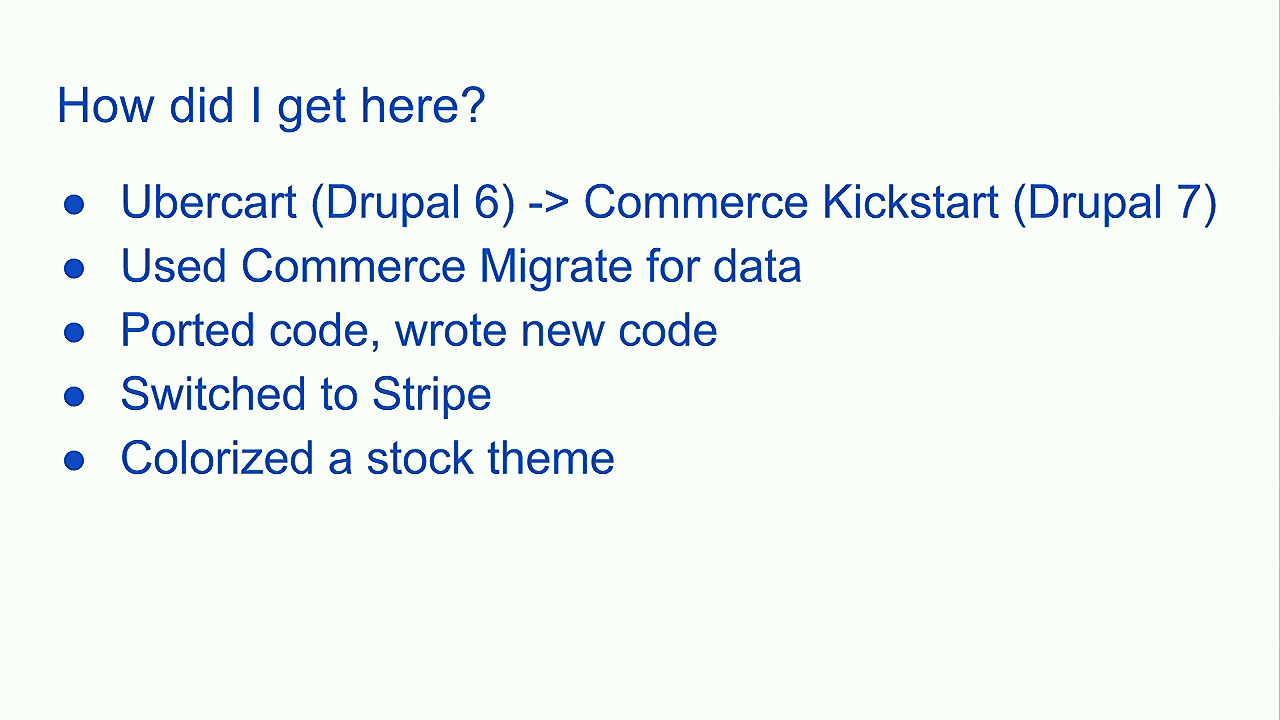 How did I get here?
● Ubercart (Drupal 6) -> Commerce Kickstart (Drupal 7)
● Used Commerce Migrate for data
● Ported code, wrote new code
● Switched to Stripe
● Colorized a stock theme